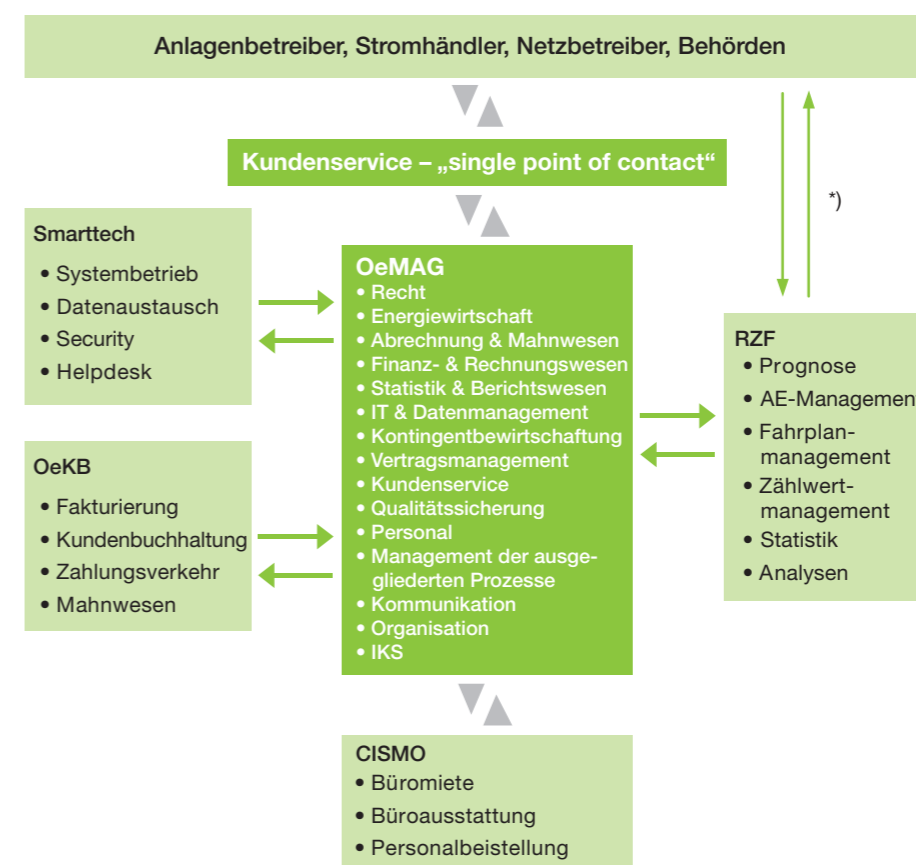 Anlagenbetreiber, Stromhändler, Netzbetreiber, Behörden
Kundenservice – „single point of contact“
*)
Smarttech
• Systembetrieb
• Datenaustausch
• Security
• Helpdesk
OeKB
• Fakturierung
• Kundenbuchhaltung
• Zahlungsverkehr
• Mahnwesen
OeMAG
• Recht
• Energiewirtschaft
• Abrechnung & Mahnwesen
• Finanz- & Rechnungswesen
• Statistik & Berichtswesen
• IT & Datenmanagement
• Kontingentbewirtschaftung
• Vertragsmanagement
• Kundenservice
• Qualitätssicherung
• Personal
• Management der ausge-
gliederten Prozesse
• Kommunikation
• Organisation
• IKS
RZF
• Prognose
• AE-Management
• Fahrplan-
management
• Zählwert-
management
• Statistik
• Analysen
CISMO
• Büromiete
• Büroausstattung
• Personalbeistellung